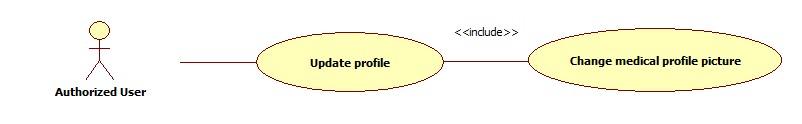 <<include>>
Update profile
Change medical profile picture
Authorized User